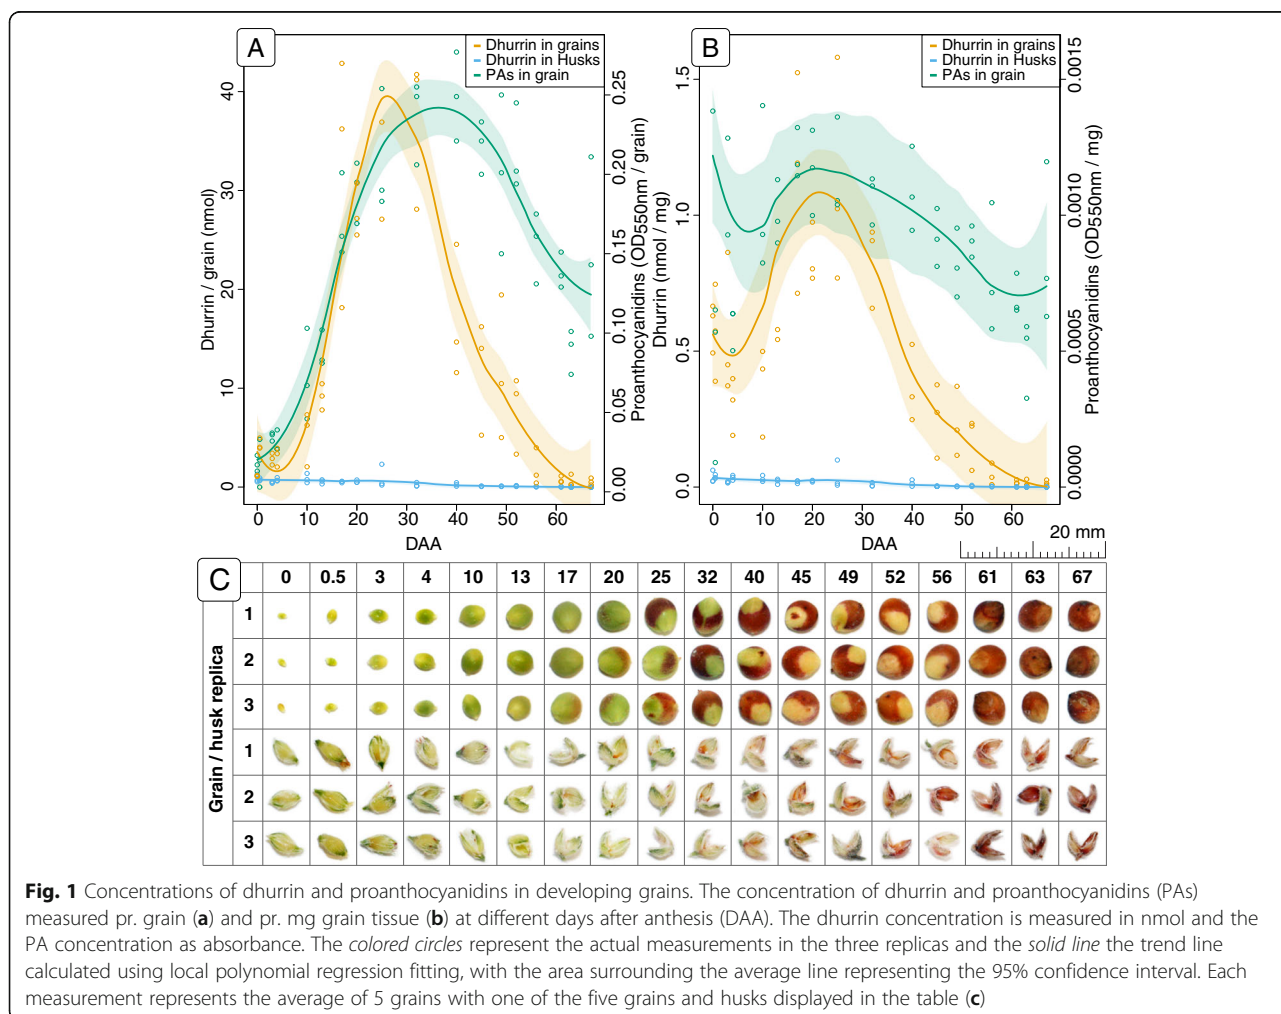 A
Dhurrin in grains
Dhurrin in Husks
PAs in grain
Dhurrin / grain (nmol)
0 10 20 30 40
Proanthocyanidins (OD550nm / grain)
0.00 0.05 0.10 0.15 0.20 0.25
0 10 20 30 40 50 60
DAA
B
Dhurrin in grains
Dhurrin in Husks
PAs in grain
Dhurrin (nmol / mg)
0.0 0.5 1.0 1.5
Proanthocyanidins (OD550nm / mg)
0.0000 0.0005 0.0010 0.0015
0 10 20 30 40 50 60
DAA
20 mm
C 0 0.5 3 4 10 13 17 20 25 32 40 45 49 52 56 61 63 67
Grain / husk replica
1
2
3
1
2
3
Fig. 1 Concentrations of dhurrin and proanthocyanidins in developing grains. The concentration of dhurrin and proanthocyanidins (PAs)
measured pr. grain (a) and pr. mg grain tissue (b) at different days after anthesis (DAA). The dhurrin concentration is measured in nmol and the
PA concentration as absorbance. The colored circles represent the actual measurements in the three replicas and the solid line the trend line
calculated using local polynomial regression fitting, with the area surrounding the average line representing the 95% confidence interval. Each
measurement represents the average of 5 grains with one of the five grains and husks displayed in the table (c)